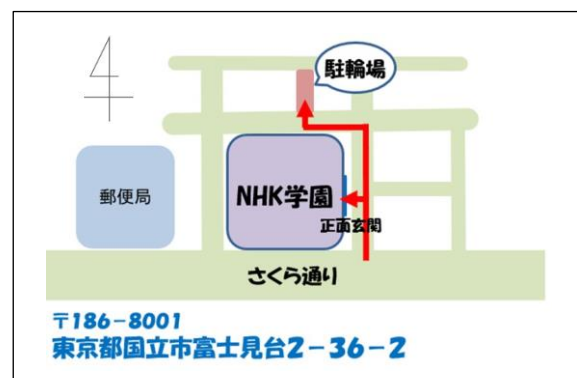 駐輪場
郵便局
NHK学園
正面玄関
さくら通り
〒186-8001
東京都国立市富士見台2-36-2